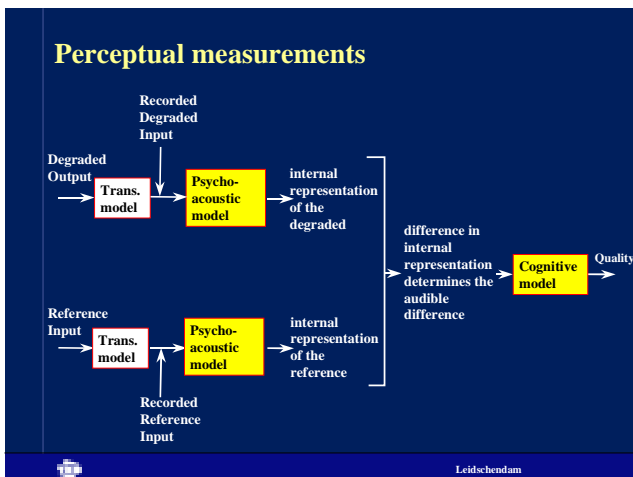 Perceptual measurements
Recorded
Degraded
Input
Degraded
Output
Trans.
model
Psycho-
acoustic
model
internal
representation
of the
degraded
difference in
internal
representation
determines the
audible
difference
Cognitive
model
Quality
Reference
Input
Trans.
model
Psycho-
acoustic
model
internal
representation
of the
reference
Recorded
Reference
Input
Leidschendam